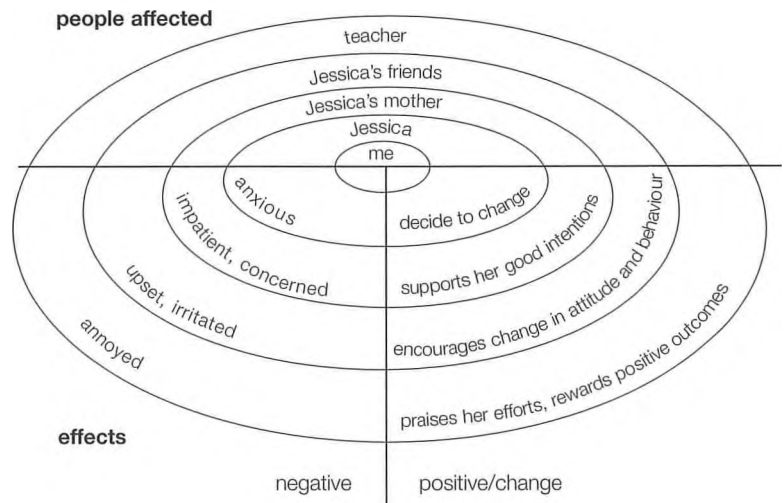 people affected
teacher
Jessica's friends
Jessica's mother
Jessica
me
anxious
decide to change
impatient, concerned
supports her good intentions
upset, irritated
encourages change in attitude and behaviour
annoyed
praises her efforts, rewards positive outcomes
effects
negative
positive/change